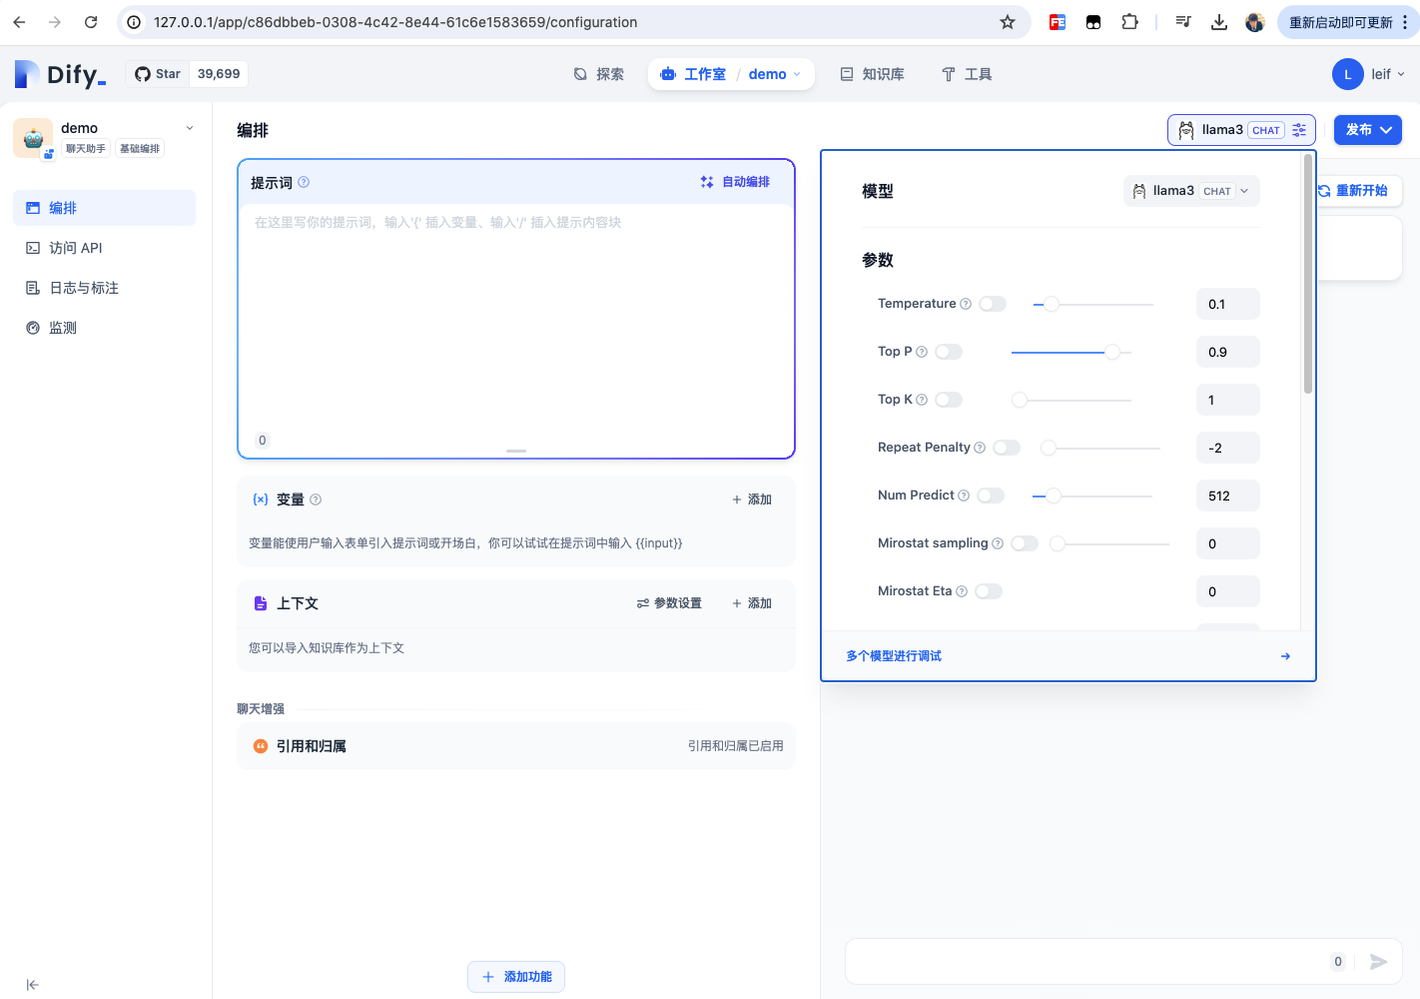 127.0.0.1/app/c86dbbeb-0308-4c42-8e44-61c6e1583659/configuration
重新启动即可更新
Dify_
Star 39,699
探索
工作室 / demo
知识库
工具
L leif
demo
聊天助手 基础编排
编排
访问 API
日志与标注
监测
编排
llama3 CHAT
发布
提示词
自动编排
在这里写你的提示词，输入'{' 插入变量、输入'/' 插入提示内容块
0
变量
+ 添加
变量能使用户输入表单引入提示词或开场白，你可以试试在提示词中输入 {{input}}
上下文
参数设置
+ 添加
您可以导入知识库作为上下文
聊天增强
引用和归属
引用和归属已启用
+ 添加功能
模型
llama3 CHAT
重新开始
参数
Temperature 0.1
Top P 0.9
Top K 1
Repeat Penalty -2
Num Predict 512
Mirostat sampling 0
Mirostat Eta 0
多个模型进行调试
0